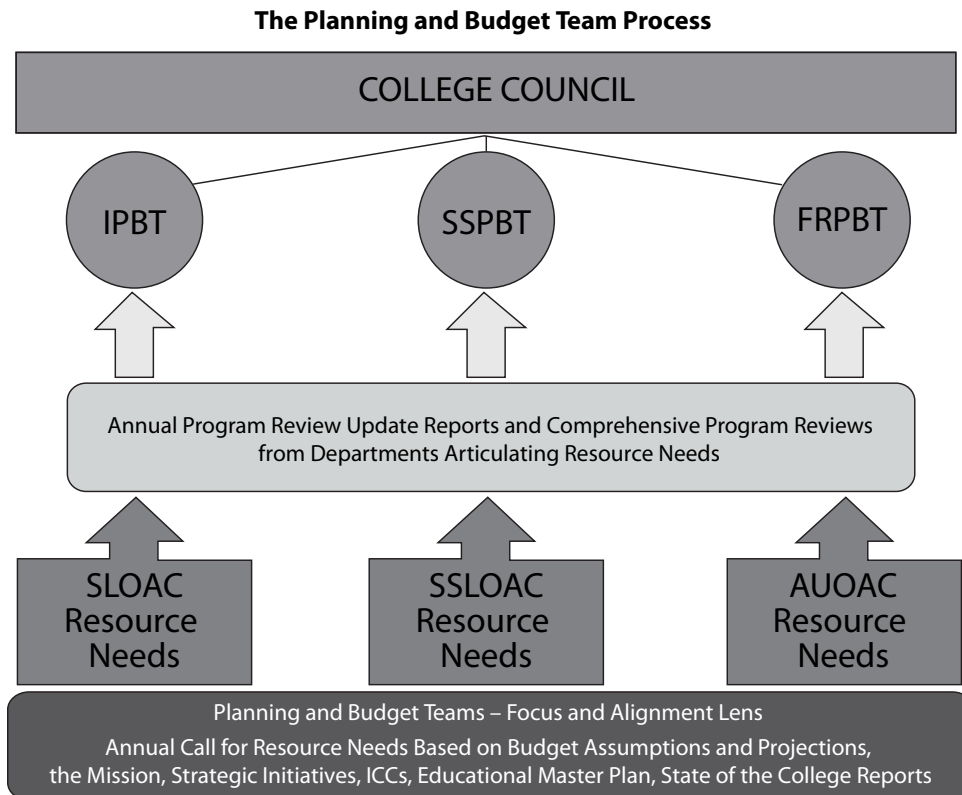 The Planning and Budget Team Process
COLLEGE COUNCIL
IPBT
SSPBT
FRPBT
Annual Program Review Update Reports and Comprehensive Program Reviews
from Departments Articulating Resource Needs
SLOAC
Resource
Needs
SSLOAC
Resource
Needs
AUOAC
Resource
Needs
Planning and Budget Teams – Focus and Alignment Lens
Annual Call for Resource Needs Based on Budget Assumptions and Projections,
the Mission, Strategic Initiatives, ICCs, Educational Master Plan, State of the College Reports